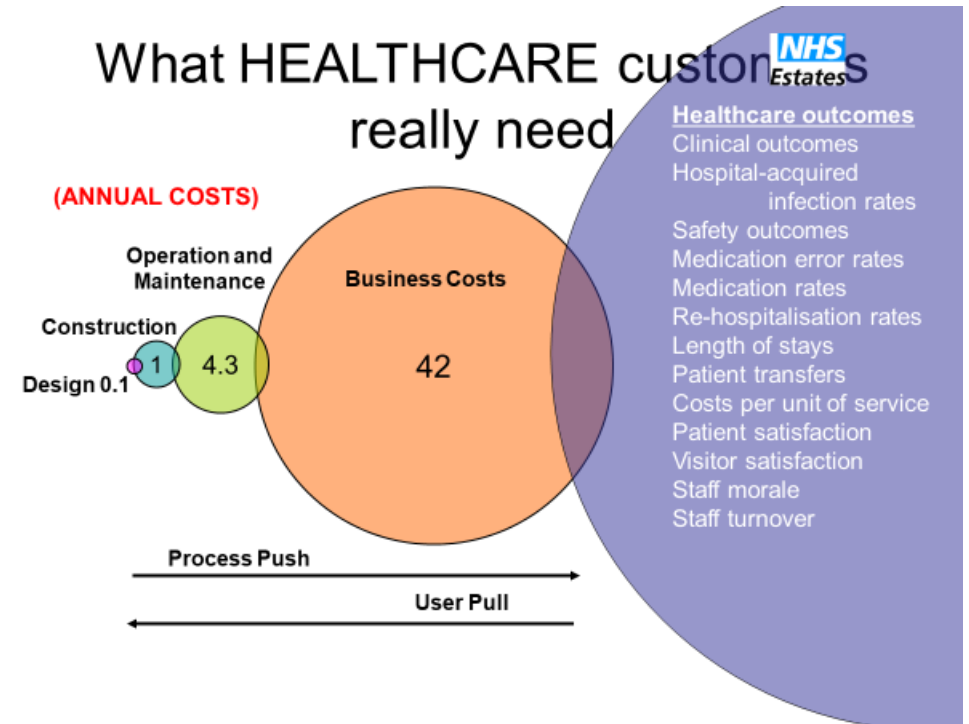 What HEALTHCARE custom  s
really need
NHS
Estates
Healthcare outcomes
Clinical outcomes
Hospital-acquired
infection rates
Safety outcomes
Medication error rates
Medication rates
Re-hospitalisation rates
Length of stays
Patient transfers
Costs per unit of service
Patient satisfaction
Visitor satisfaction
Staff morale
Staff turnover
(ANNUAL COSTS)
Operation and
Maintenance
Business Costs
Construction
1
4.3
42
Design 0.1
Process Push
User Pull